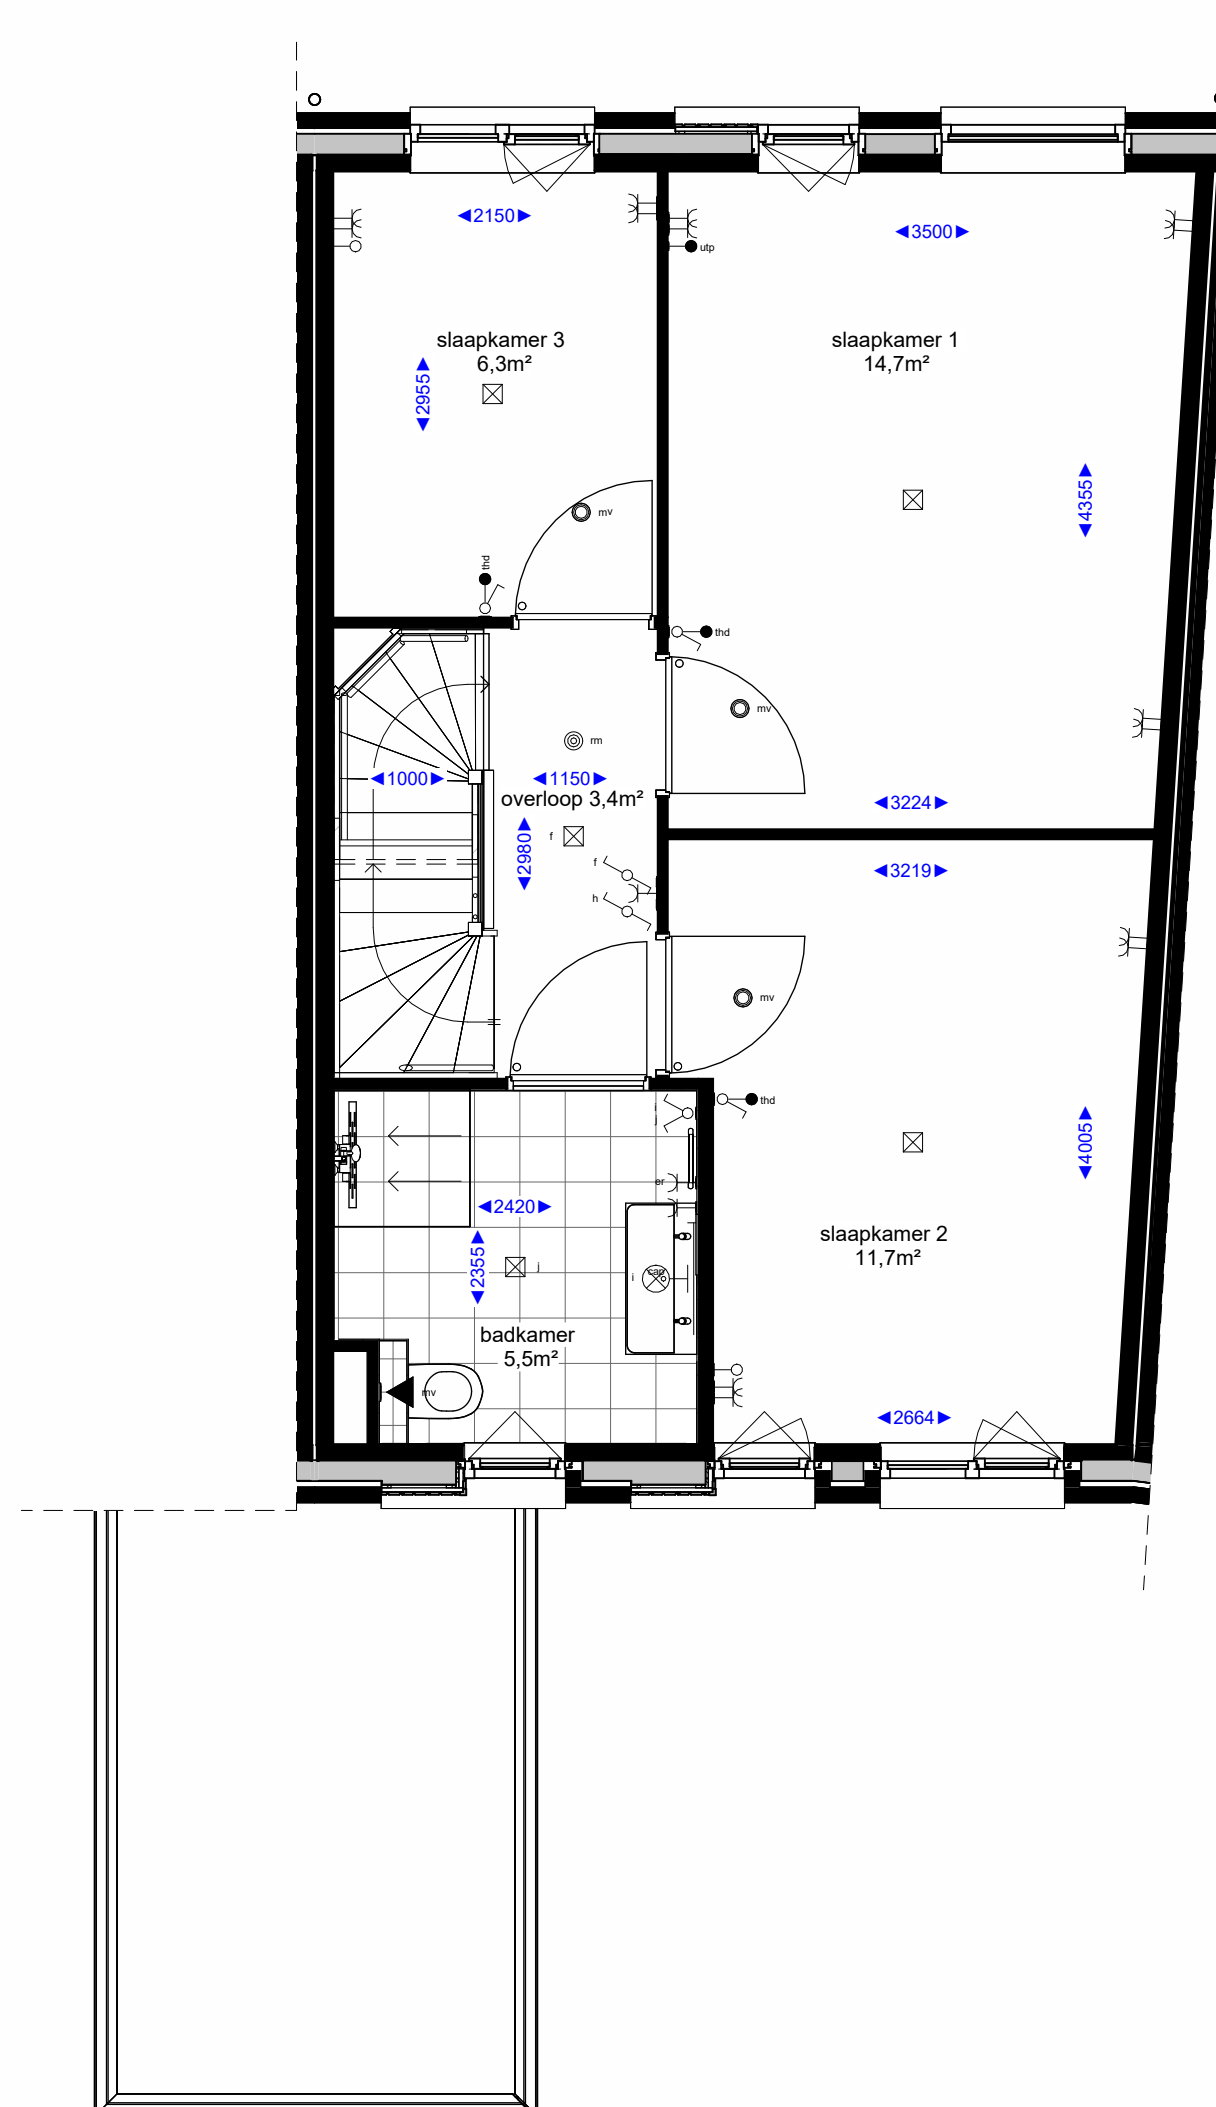 2150
3500
utp
slaapkamer 3
6,3m²
slaapkamer 1
14,7m²
2955
4355
mv
thd
thd
mv
rm
1000
1150
overloop 3,4m²
3224
f
2980
f
3219
h
mv
thd
i
j
4005
er
2420
2355
j
i
cap
slaapkamer 2
11,7m²
badkamer
5,5m²
mv
2664